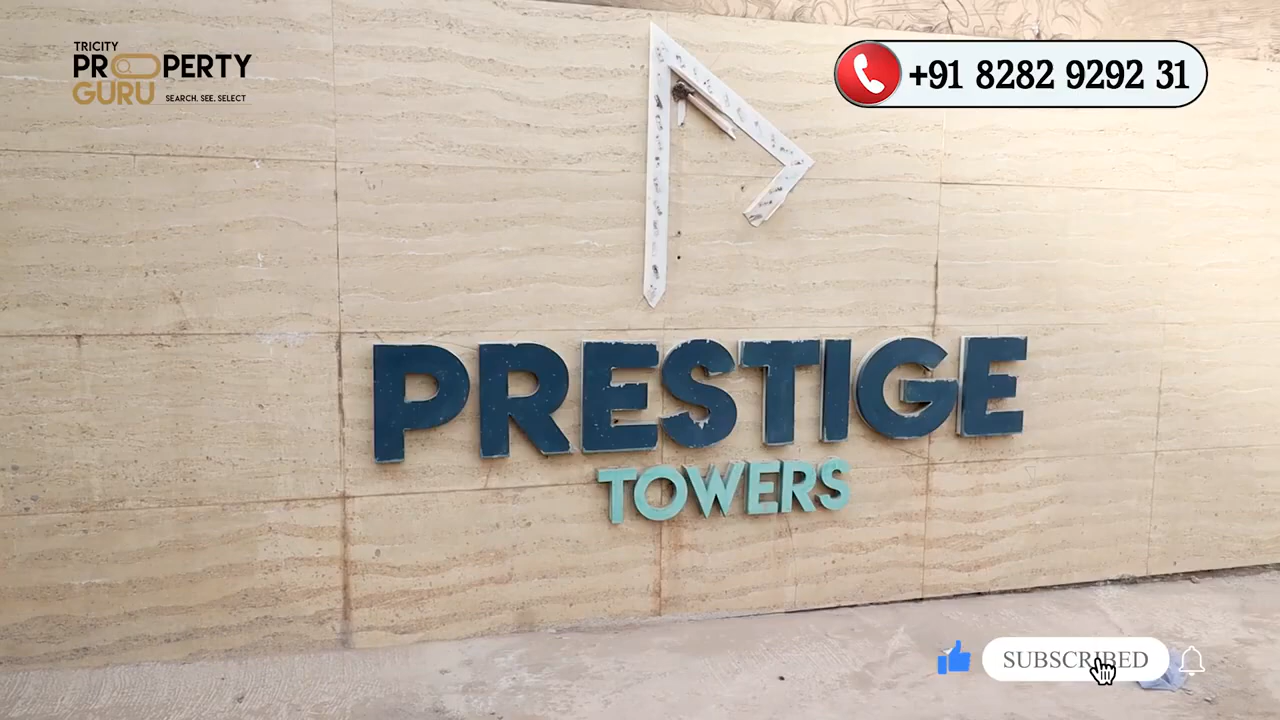 TRICITY
PROPERTY
GURU SEARCH. SEE. SELECT
+91 8282 9292 31
PRESTIGE
TOWERS
SUBSCRIBED